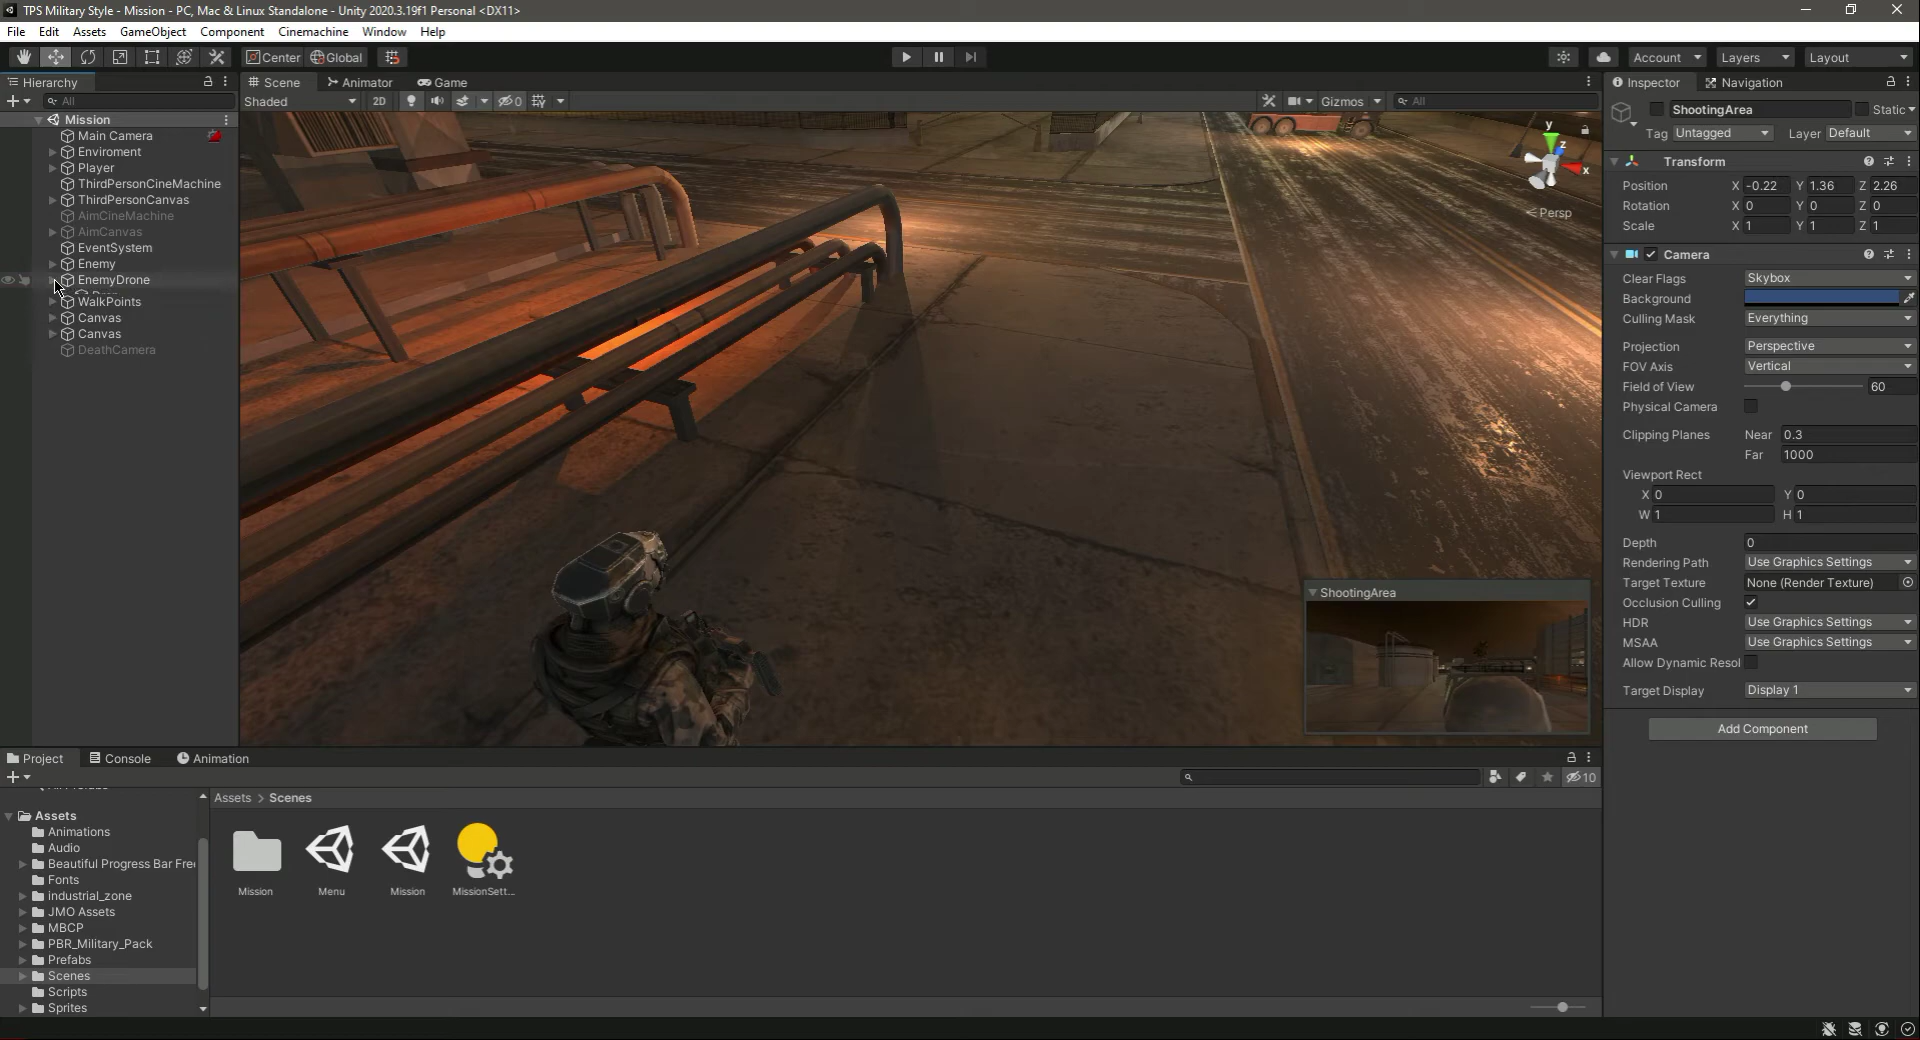 TPS Military Style - Mission - PC, Mac & Linux Standalone - Unity 2020.3.19f1 Personal <DX11>
File Edit Assets GameObject Component Cinemachine Window Help
Center Global Account Layers Layout
Hierarchy
All
Mission
Main Camera
Enviroment
Player
ThirdPersonCineMachine
ThirdPersonCanvas
AimCineMachine
AimCanvas
EventSystem
Enemy
EnemyDrone
WalkPoints
Canvas
Canvas
DeathCamera
Scene Animator Game
Shaded 2D 0 Gizmos All
y
z
x
Persp
ShootingArea
Inspector Navigation
ShootingArea Static
Tag Untagged Layer Default
Transform
Position X -0.22 Y 1.36 Z 2.26
Rotation X 0 Y 0 Z 0
Scale X 1 Y 1 Z 1
Camera
Clear Flags Skybox
Background
Culling Mask Everything
Projection Perspective
FOV Axis Vertical
Field of View 60
Physical Camera
Clipping Planes Near 0.3
Far 1000
Viewport Rect
X 0 Y 0
W 1 H 1
Depth 0
Rendering Path Use Graphics Settings
Target Texture None (Render Texture)
Occlusion Culling
HDR Use Graphics Settings
MSAA Use Graphics Settings
Allow Dynamic Resol
Target Display Display 1
Add Component
Project Console Animation
10
Assets
Animations
Audio
Beautiful Progress Bar Free
Fonts
industrial_zone
JMO Assets
MBCP
PBR_Military_Pack
Prefabs
Scenes
Scripts
Sprites
Assets > Scenes
Mission Menu Mission MissionSett...